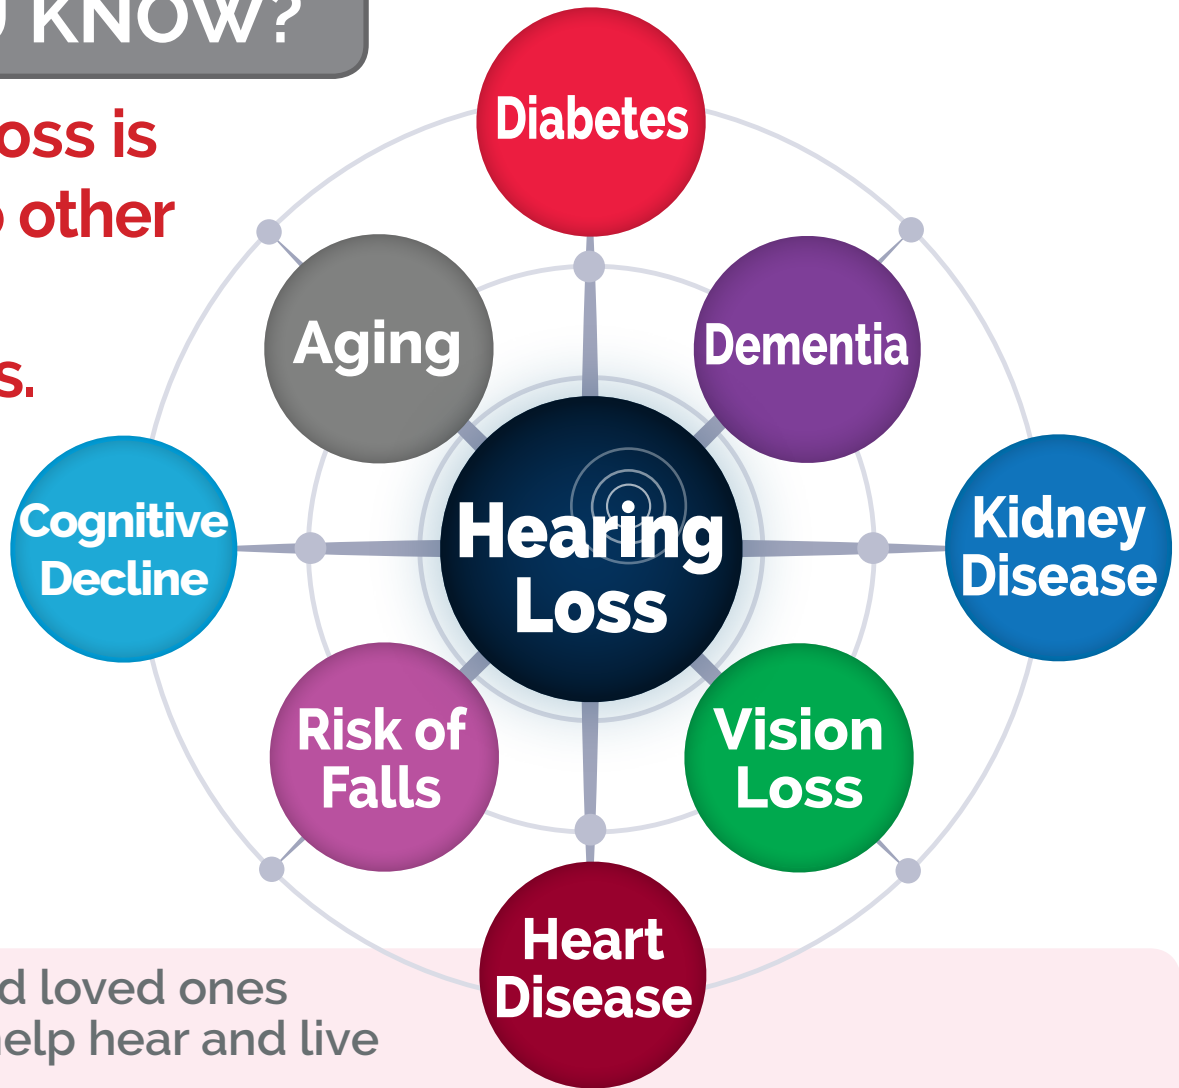 KNOW?
oss is
other
s.
Diabetes
Aging
Dementia
Cognitive
Decline
Hearing
Loss
Kidney
Disease
Risk of
Falls
Vision
Loss
Heart
Disease
d loved ones
help hear and live